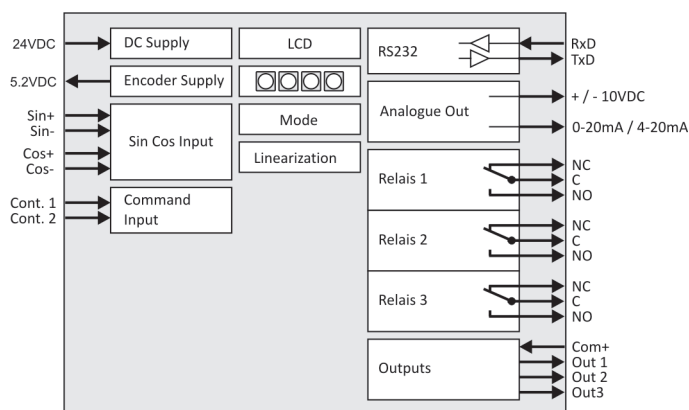 24VDC
DC Supply
LCD
RS232
RxD
TxD
5.2VDC
Encoder Supply
Analogue Out
+ / - 10VDC
0-20mA / 4-20mA
Sin+
Sin-
Cos+
Cos-
Sin Cos Input
Mode
Linearization
Cont. 1
Cont. 2
Command
Input
Relais 1
NC
C
NO
Relais 2
NC
C
NO
Relais 3
NC
C
NO
Outputs
Com+
Out 1
Out 2
Out3